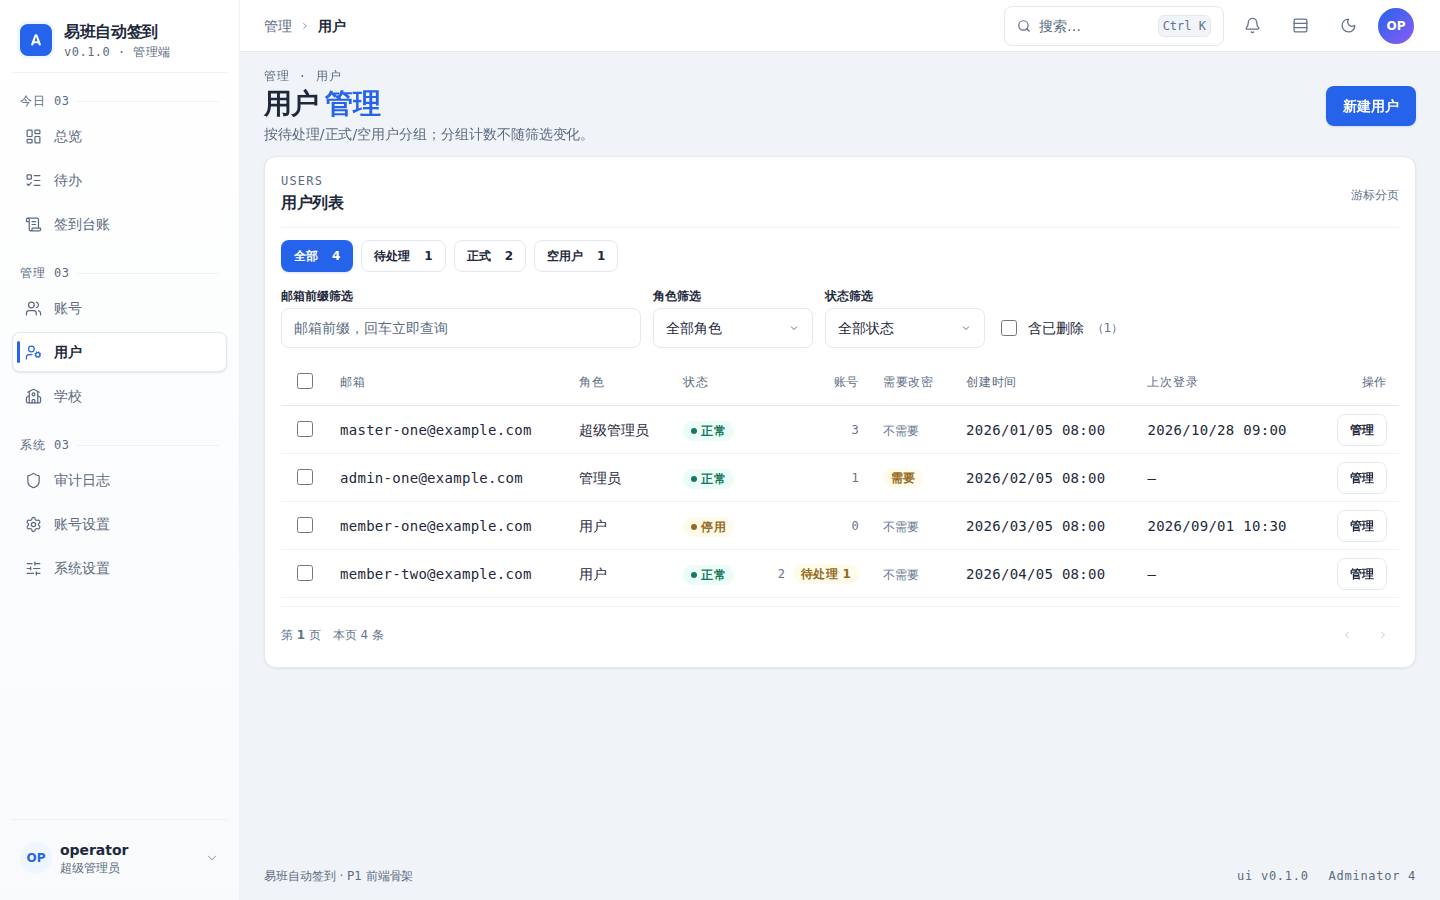 A
易班自动签到
v0.1.0 · 管理端
今日 03
总览
待办
签到台账
管理 03
账号
用户
学校
系统 03
审计日志
账号设置
系统设置
OP
operator
超级管理员
管理 › 用户
搜索… Ctrl K
OP
管理 · 用户
用户 管理
按待处理/正式/空用户分组；分组计数不随筛选变化。
新建用户
USERS
用户列表
游标分页
全部 4 待处理 1 正式 2 空用户 1
邮箱前缀筛选 角色筛选 状态筛选
邮箱前缀，回车立即查询 全部角色 全部状态 含已删除 （1）
邮箱 角色 状态 账号 需要改密 创建时间 上次登录 操作
master-one@example.com 超级管理员 正常 3 不需要 2026/01/05 08:00 2026/10/28 09:00 管理
admin-one@example.com 管理员 正常 1 需要 2026/02/05 08:00 — 管理
member-one@example.com 用户 停用 0 不需要 2026/03/05 08:00 2026/09/01 10:30 管理
member-two@example.com 用户 正常 2 待处理 1 不需要 2026/04/05 08:00 — 管理
第 1 页 本页 4 条 ‹ ›
易班自动签到 · P1 前端骨架 ui v0.1.0 Adminator 4